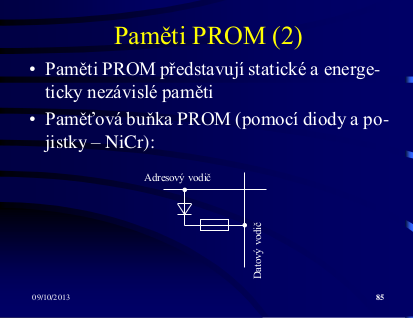 Paměti PROM (2)
• Paměti PROM představují statické a energe-
ticky nezávislé paměti
• Paměťová buňka PROM (pomocí diody a po-
jistky – NiCr):
Adresový vodič
Datový vodič
09/10/2013
85